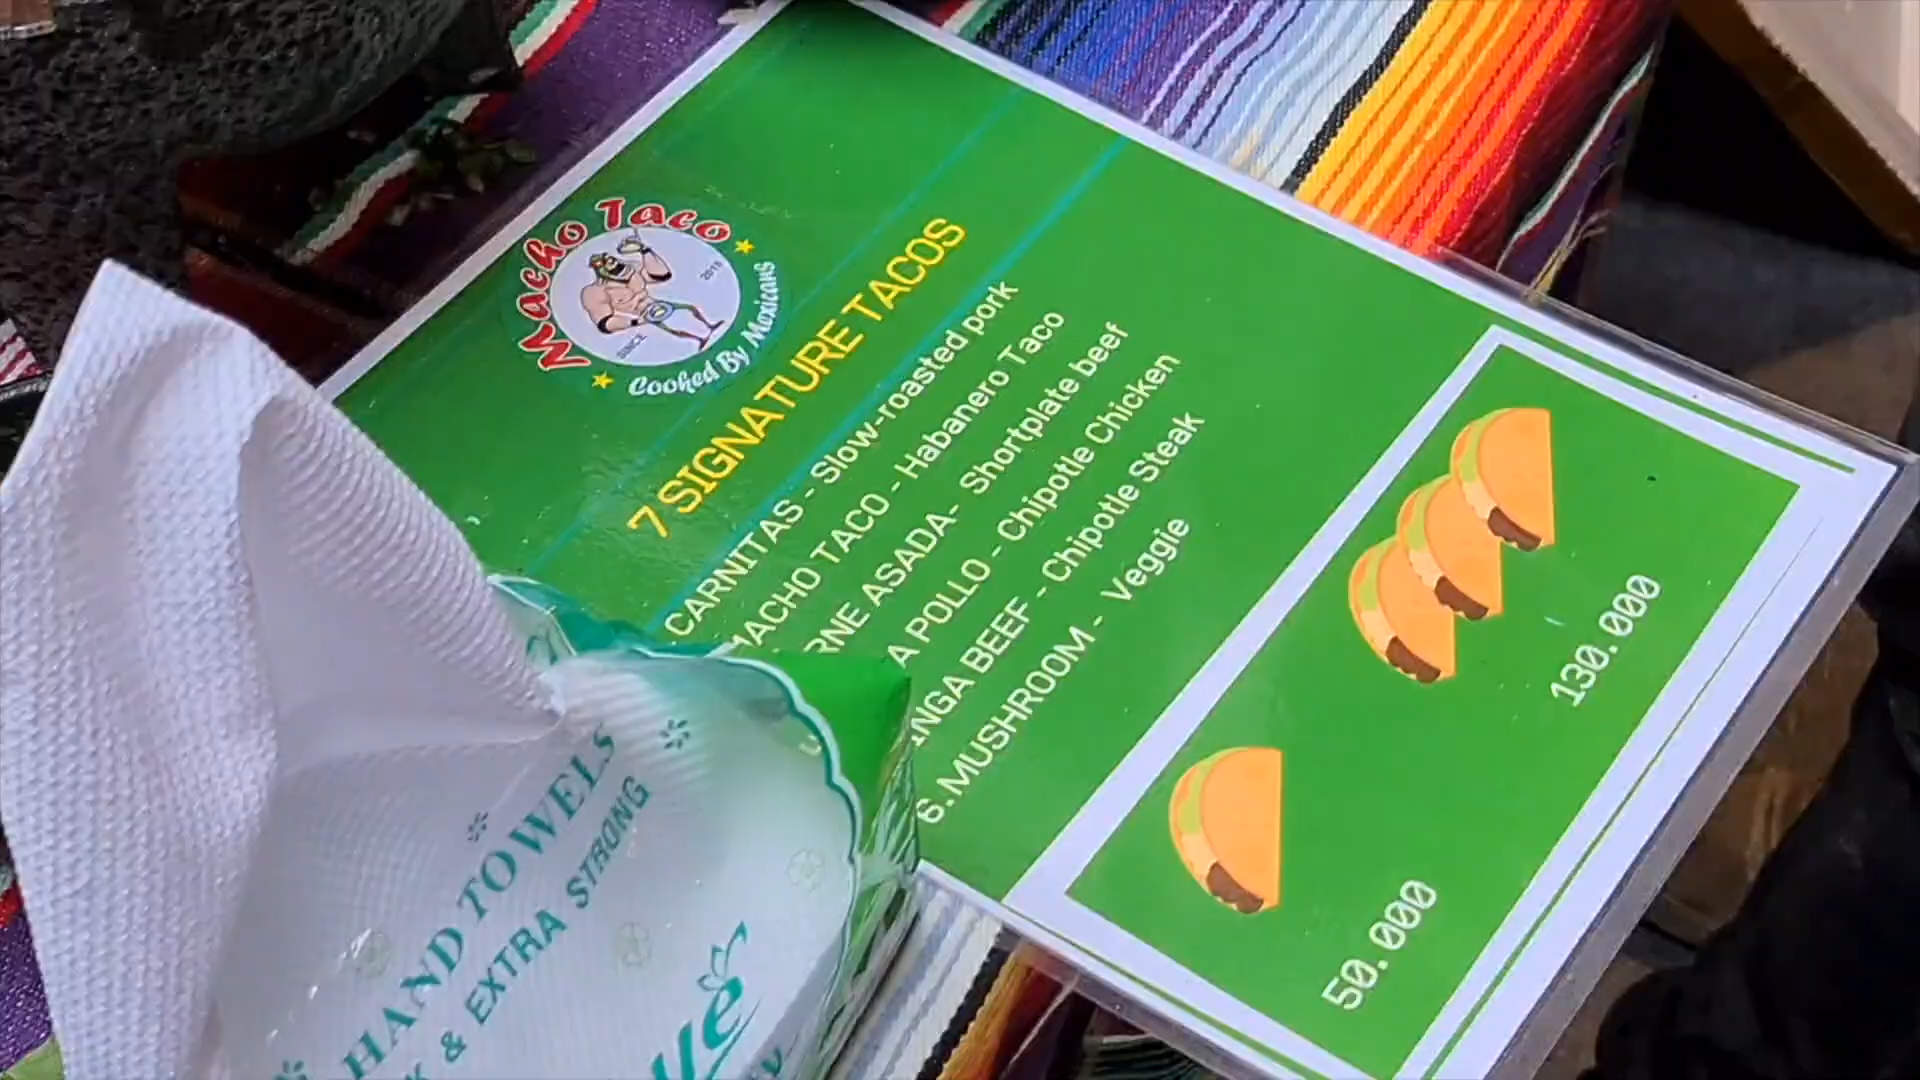 Macho Taco
SINCE 2018
Cooked By Mexicans
7 SIGNATURE TACOS
CARNITAS - Slow-roasted pork
MACHO TACO - Habanero Taco
RNE ASADA- Shortplate beef
A POLLO - Chipotle Chicken
INGA BEEF - Chipotle Steak
6.MUSHROOM - Veggie
130.000
50.000
HAND TOWELS
& EXTRA STRONG